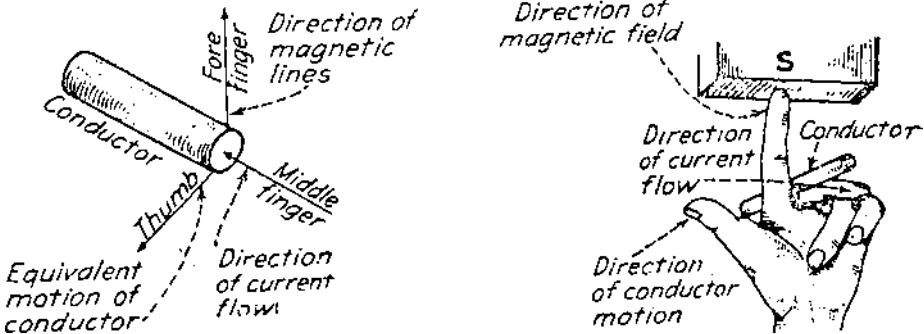 Fore
finger
Direction of
magnetic
lines
Conductor
Thumb
Middle
finger
Equivalent
motion of
conductor
Direction
of current
flow
Direction of
magnetic field
S
Direction
of current
flow
Conductor
Direction
of conductor
motion